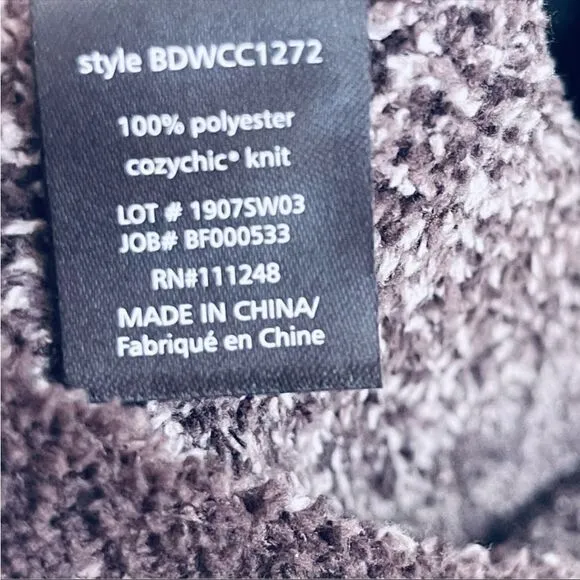 style BDWCC1272
100% polyester
cozychic® knit
LOT # 1907SW03
JOB# BF000533
RN#111248
MADE IN CHINA/
Fabriqué en Chine